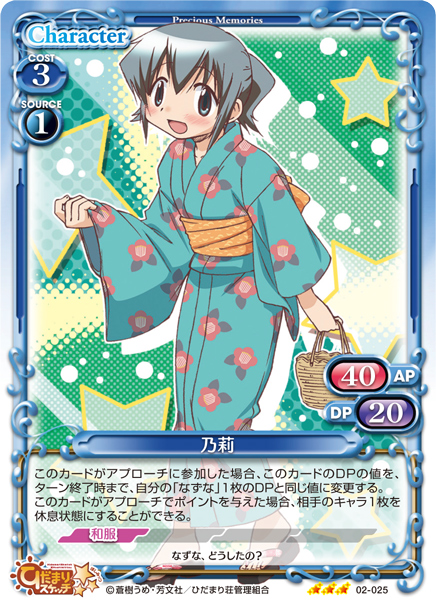 Precious Memories
Character
COST
3
SOURCE
1
40 AP
DP 20
乃莉
このカードがアプローチに参加した場合、このカードのDPの値を、
ターン終了時まで、自分の「なずな」1枚のDPと同じ値に変更する。
このカードがアプローチでポイントを与えた場合、相手のキャラ1枚を
休息状態にすることができる。
和服
なずな、どうしたの?
ひだまり
スケッチ
©蒼樹うめ・芳文社/ひだまり荘管理組合
★★★ 02-025